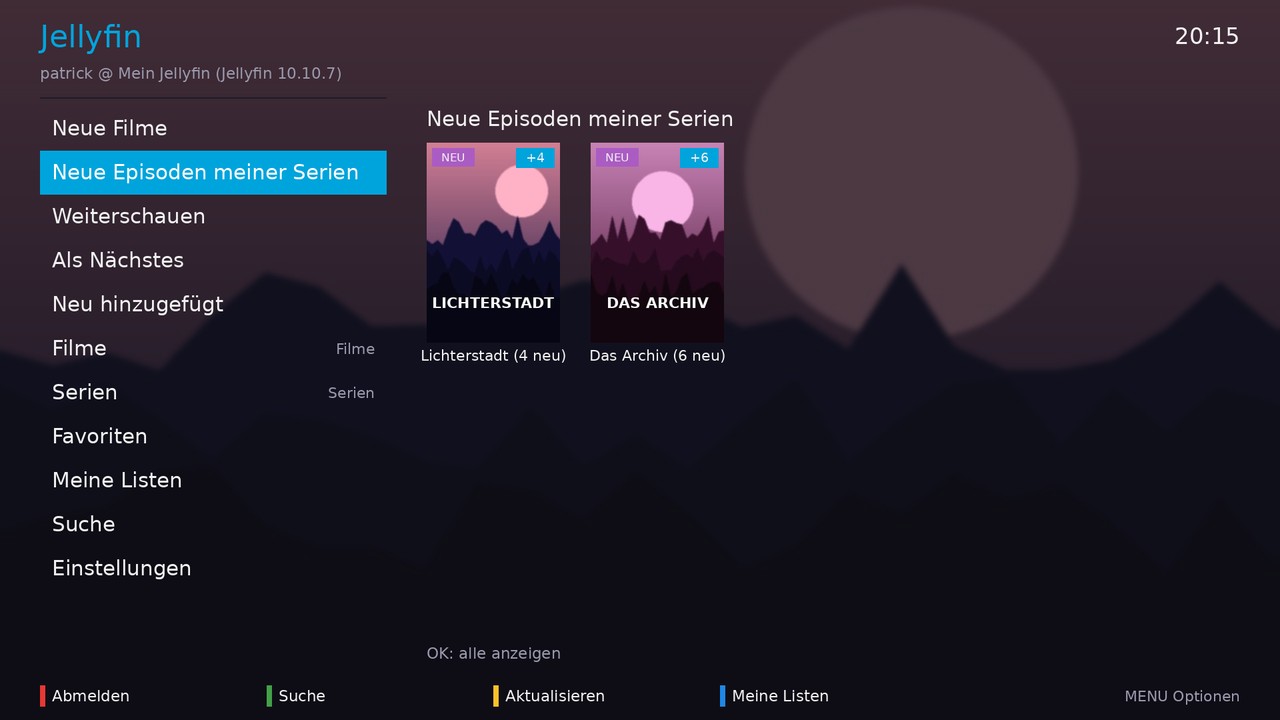 Jellyfin
20:15
patrick @ Mein Jellyfin (Jellyfin 10.10.7)
Neue Filme
Neue Episoden meiner Serien
Weiterschauen
Als Nächstes
Neu hinzugefügt
Filme Filme
Serien Serien
Favoriten
Meine Listen
Suche
Einstellungen
Neue Episoden meiner Serien
NEU +4
LICHTERSTADT
Lichterstadt (4 neu)
NEU +6
DAS ARCHIV
Das Archiv (6 neu)
OK: alle anzeigen
Abmelden
Suche
Aktualisieren
Meine Listen
MENU Optionen